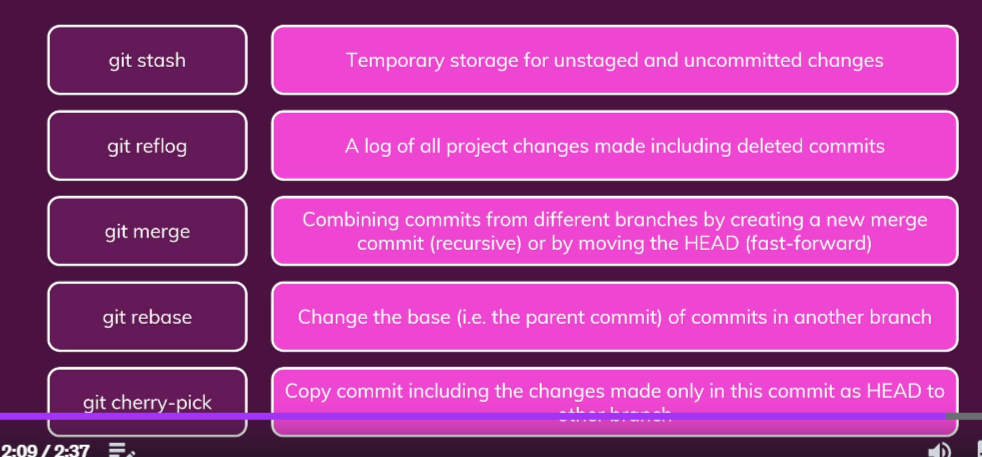 git stash
Temporary storage for unstaged and uncommitted changes
git reflog
A log of all project changes made including deleted commits
git merge
Combining commits from different branches by creating a new merge
commit (recursive) or by moving the HEAD (fast-forward)
git rebase
Change the base (i.e. the parent commit) of commits in another branch
git cherry-pick
Copy commit including the changes made only in this commit as HEAD to
other branch
2:09 / 2:37